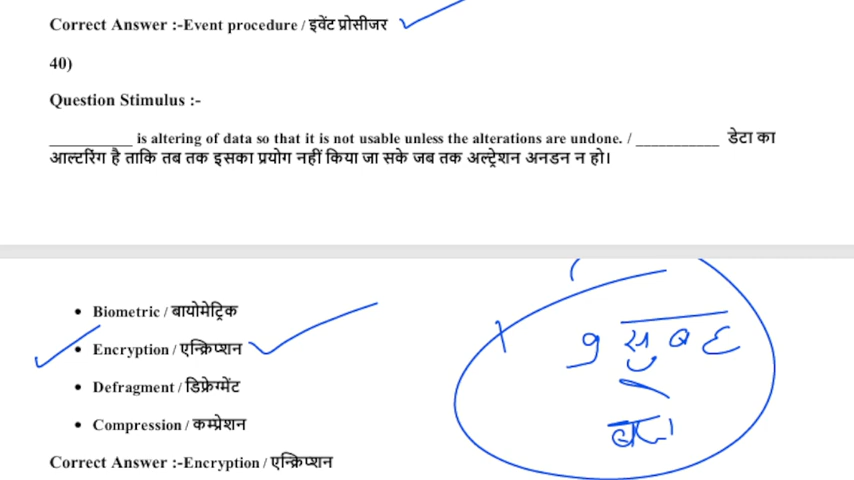 Correct Answer :-Event procedure / इवेंट प्रोसीजर
40)
Question Stimulus :-
__________ is altering of data so that it is not usable unless the alterations are undone. / __________ डेटा का
आल्टरिंग है ताकि तब तक इसका प्रयोग नहीं किया जा सके जब तक अल्ट्रेशन अनडन न हो।
• Biometric / बायोमेट्रिक
• Encryption / एन्क्रिप्शन
• Defragment / डिफ्रेग्मेंट
• Compression / कम्प्रेशन
9 सुबह
Correct Answer :-Encryption / एन्क्रिप्शन